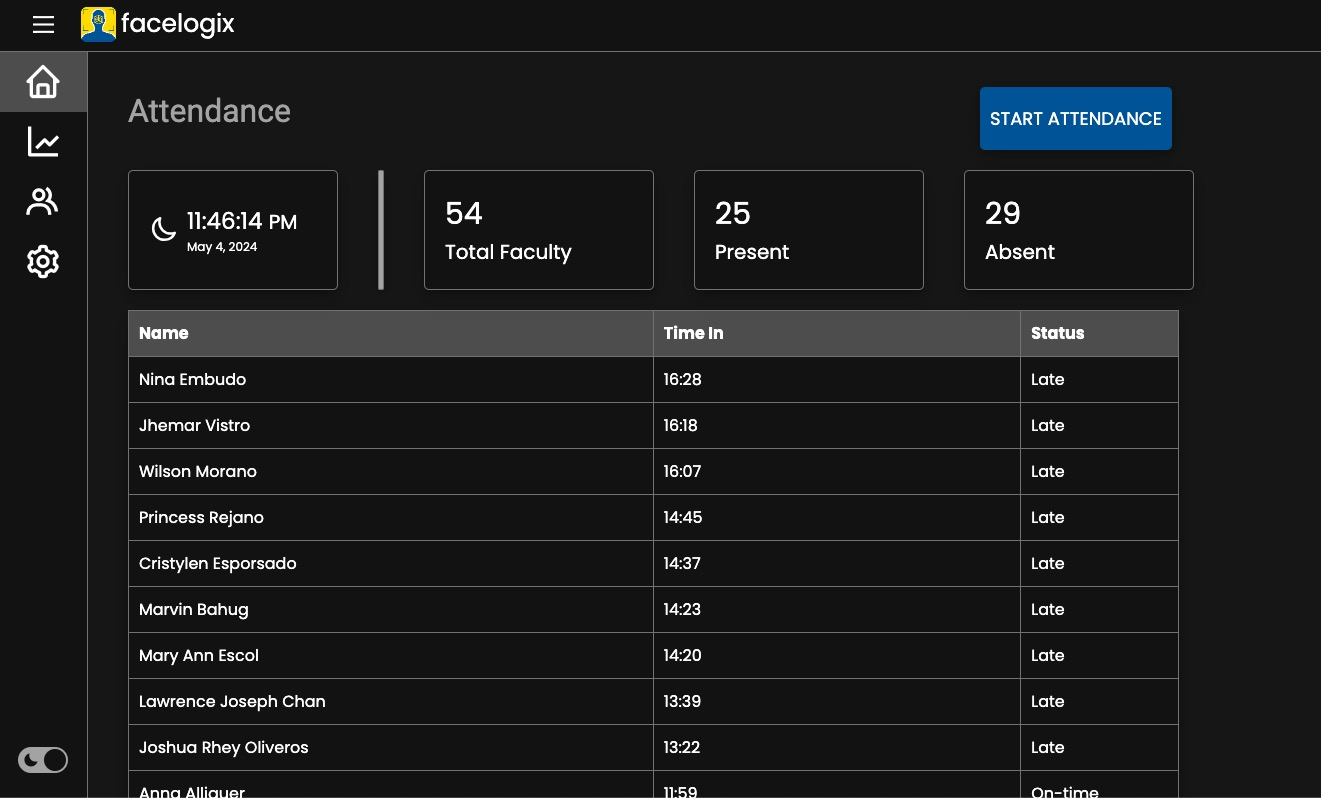 facelogix
Attendance
START ATTENDANCE
11:46:14 PM
May 4, 2024
54
Total Faculty
25
Present
29
Absent
Name Time In Status
Nina Embudo 16:28 Late
Jhemar Vistro 16:18 Late
Wilson Morano 16:07 Late
Princess Rejano 14:45 Late
Cristylen Esporsado 14:37 Late
Marvin Bahug 14:23 Late
Mary Ann Escol 14:20 Late
Lawrence Joseph Chan 13:39 Late
Joshua Rhey Oliveros 13:22 Late
Anna 11:59 On-time